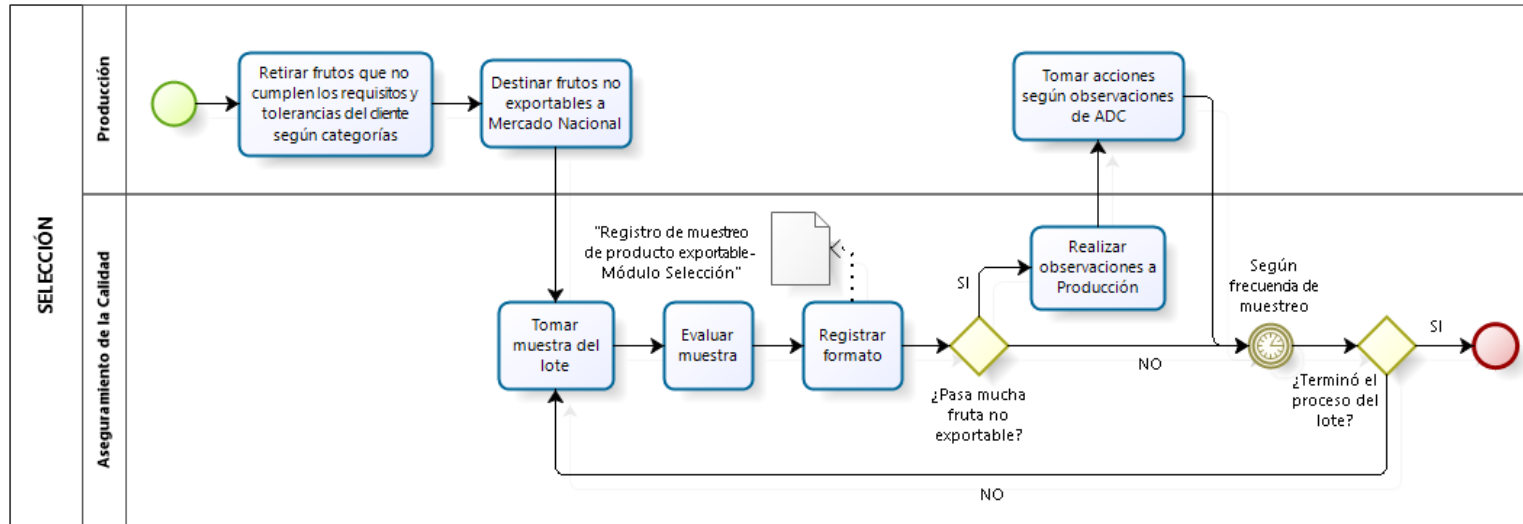 SELECCIÓN
Producción
Retirar frutos que no
cumplen los requisitos y
tolerancias del cliente
según categorías
Destinar frutos no
exportables a
Mercado Nacional
Tomar acciones
según observaciones
de ADC
Aseguramiento de la Calidad
"Registro de muestreo
de producto exportable-
Módulo Selección"
Tomar
muestra del
lote
Evaluar
muestra
Registrar
formato
¿Pasa mucha
fruta no
exportable?
SI
Realizar
observaciones a
Producción
NO
Según
frecuencia de
muestreo
¿Terminó el
proceso del
lote?
SI
NO